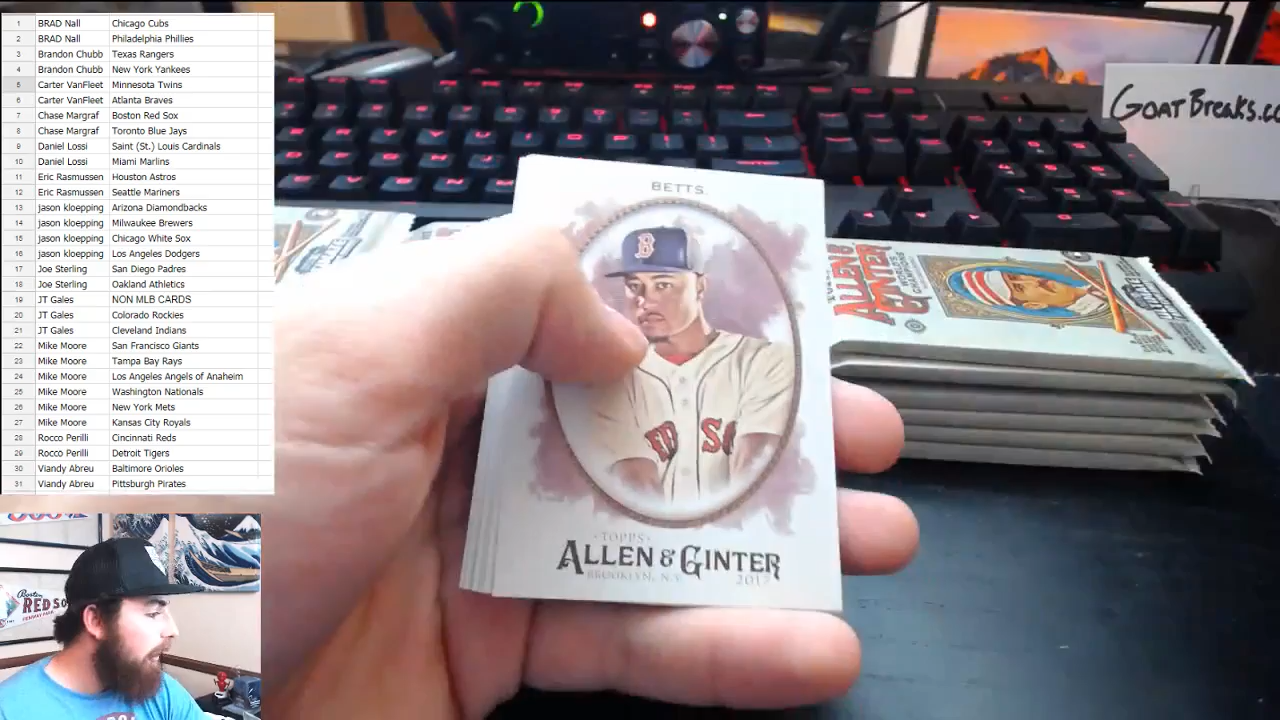 1 BRAD Nall Chicago Cubs
2 BRAD Nall Philadelphia Phillies
3 Brandon Chubb Texas Rangers
4 Brandon Chubb New York Yankees
5 Carter VanFleet Minnesota Twins
6 Carter VanFleet Atlanta Braves
7 Chase Margraf Boston Red Sox
8 Chase Margraf Toronto Blue Jays
9 Daniel Lossi Saint (St.) Louis Cardinals
10 Daniel Lossi Miami Marlins
11 Eric Rasmussen Houston Astros
12 Eric Rasmussen Seattle Mariners
13 jason kloepping Arizona Diamondbacks
14 jason kloepping Milwaukee Brewers
15 jason kloepping Chicago White Sox
16 jason kloepping Los Angeles Dodgers
17 Joe Sterling San Diego Padres
18 Joe Sterling Oakland Athletics
19 JT Gales NON MLB CARDS
20 JT Gales Colorado Rockies
21 JT Gales Cleveland Indians
22 Mike Moore San Francisco Giants
23 Mike Moore Tampa Bay Rays
24 Mike Moore Los Angeles Angels of Anaheim
25 Mike Moore Washington Nationals
26 Mike Moore New York Mets
27 Mike Moore Kansas City Royals
28 Rocco Perilli Cincinnati Reds
29 Rocco Perilli Detroit Tigers
30 Viandy Abreu Baltimore Orioles
31 Viandy Abreu Pittsburgh Pirates
GOATBREAKS.CO
BETTS
B
RED SO
TOPPS
ALLEN & GINTER
BROOKLYN, N.Y. 2017
ALLEN & GINTER
Boston
RED SO